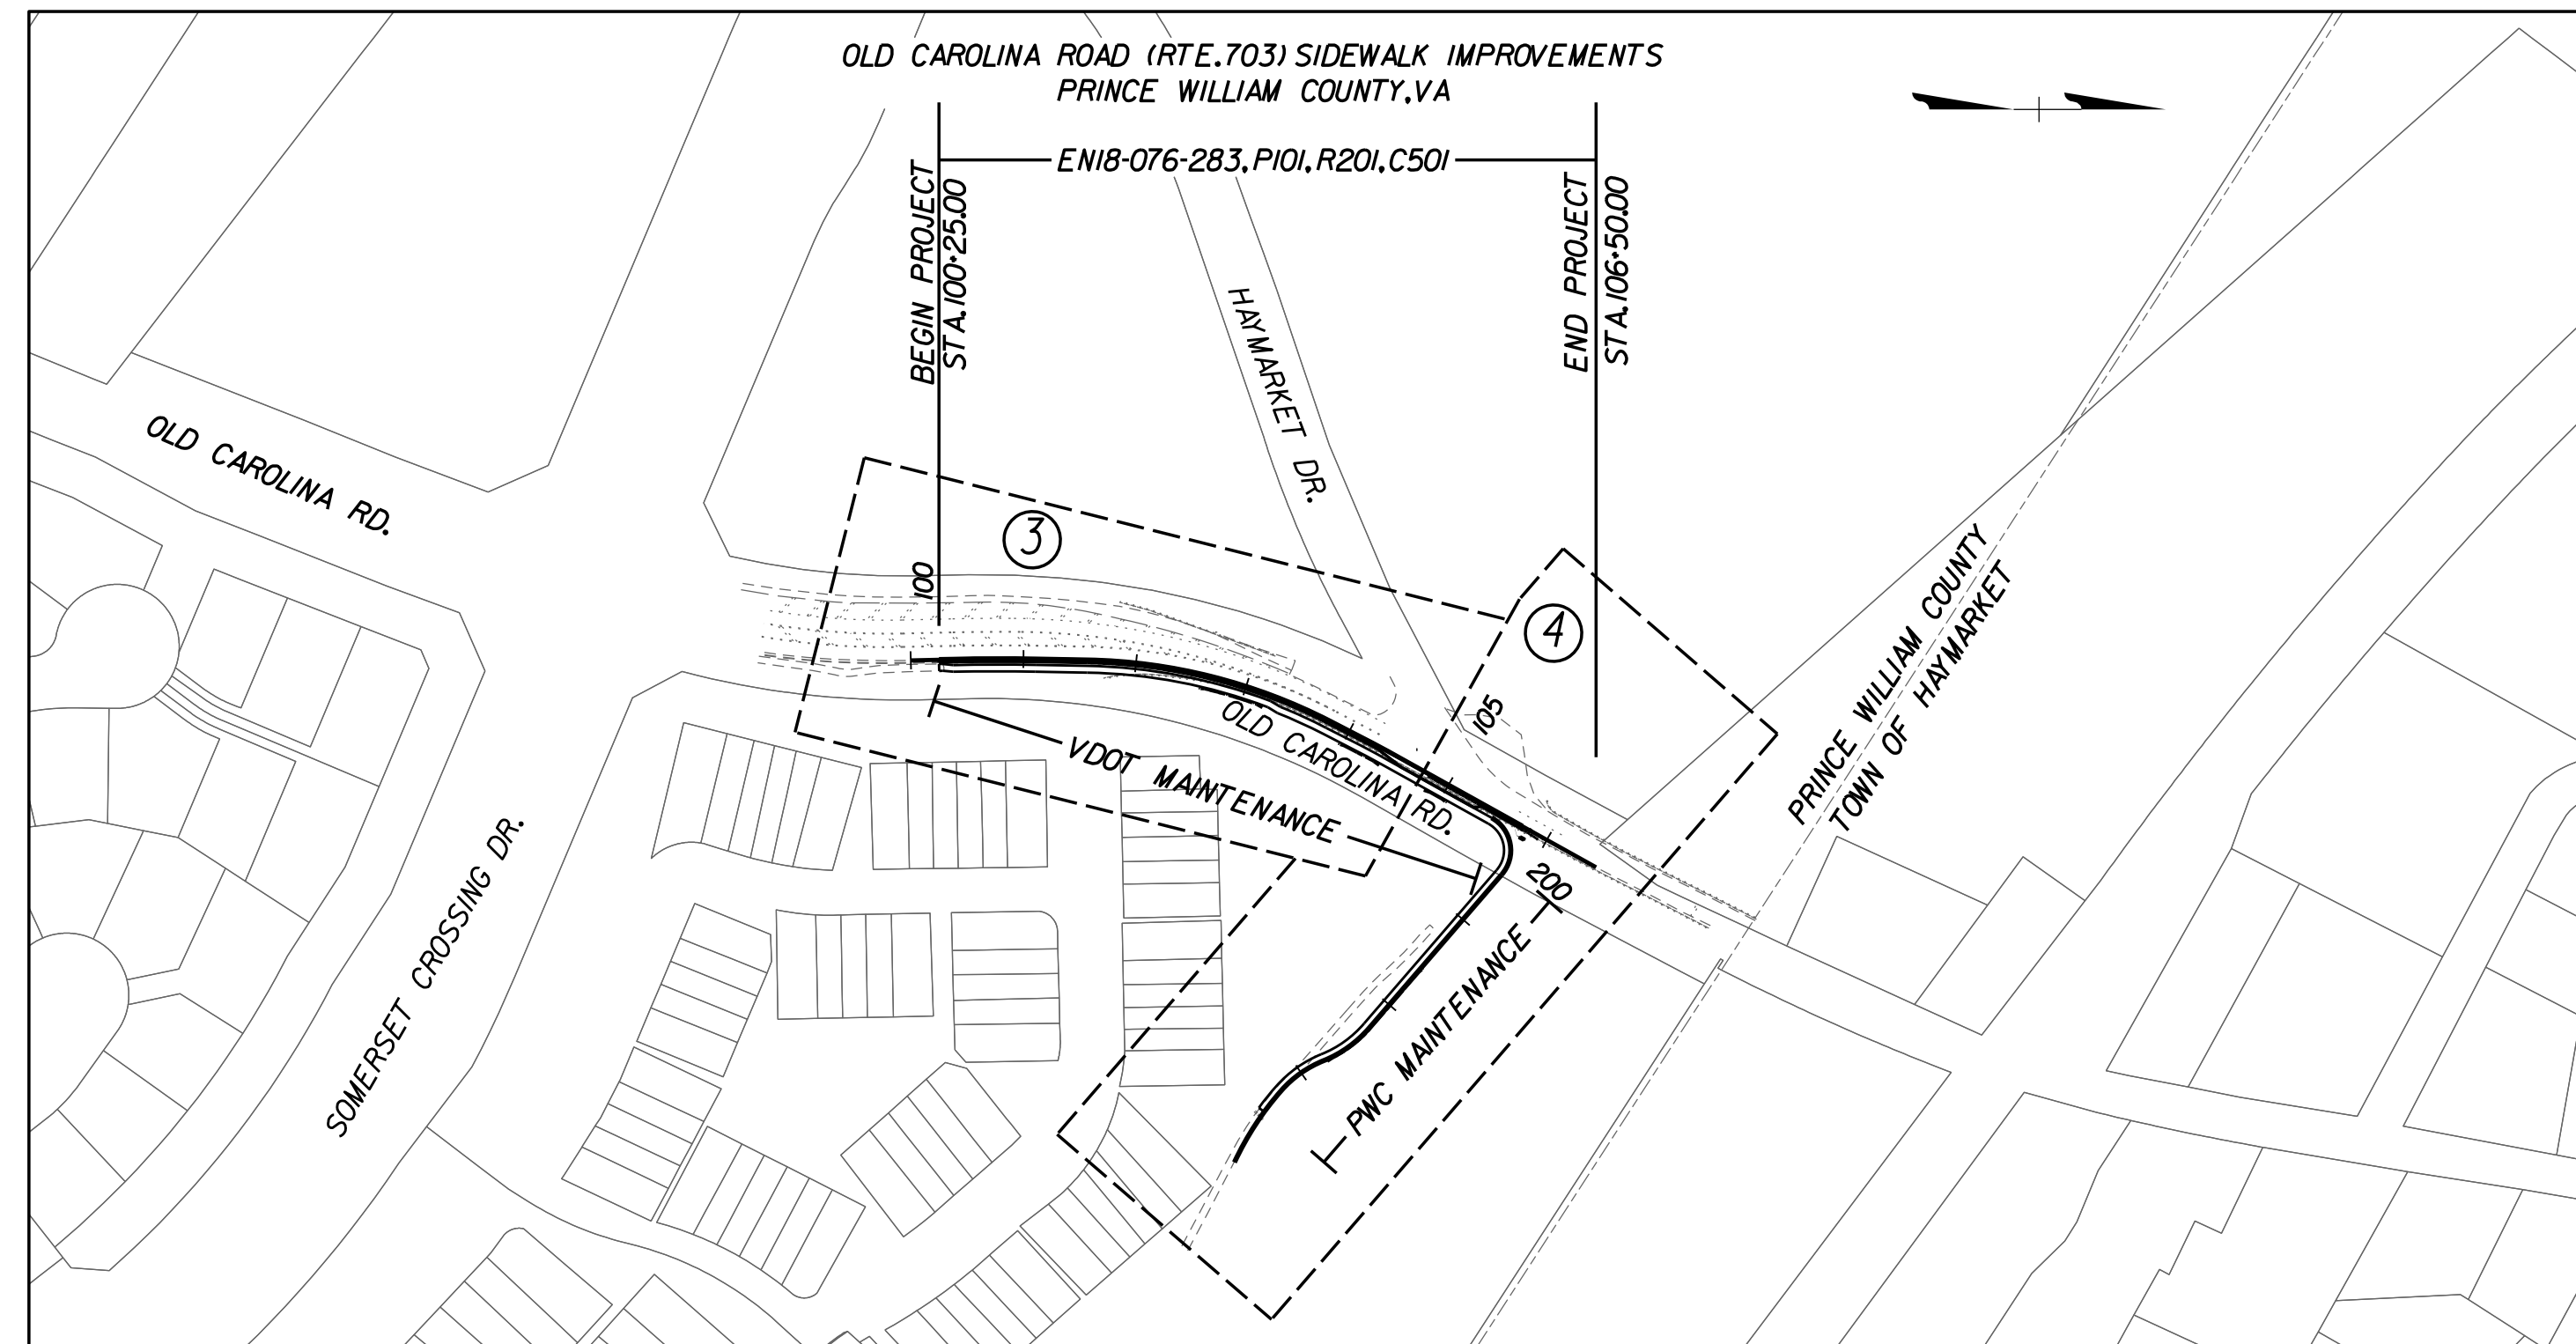 OLD CAROLINA ROAD (RTE.703) SIDEWALK IMPROVEMENTS
PRINCE WILLIAM COUNTY, VA
EN18-076-283, P101, R201, C501
BEGIN PROJECT
STA. 100+25.00
END PROJECT
STA. 106+50.00
HAYMARKET DR.
OLD CAROLINA RD.
3
100
4
105
PRINCE WILLIAM COUNTY
TOWN OF HAYMARKET
OLD CAROLINA RD.
VDOT MAINTENANCE
200
SOMERSET CROSSING DR.
PWC MAINTENANCE